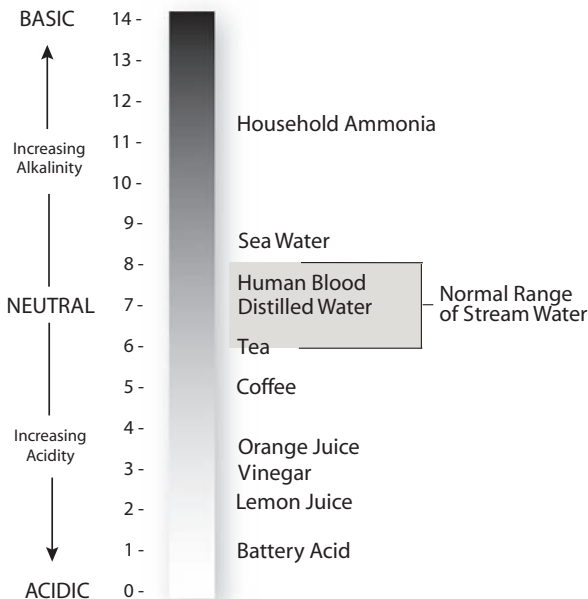 BASIC
14 -
13 -
12 -
Household Ammonia
11 -
Increasing
Alkalinity
10 -
9 -
Sea Water
8 -
Human Blood
NEUTRAL
7 -
Distilled Water
Normal Range
of Stream Water
6 -
Tea
5 -
Coffee
4 -
Increasing
Acidity
Orange Juice
3 -
Vinegar
2 -
Lemon Juice
1 -
Battery Acid
ACIDIC
0 -